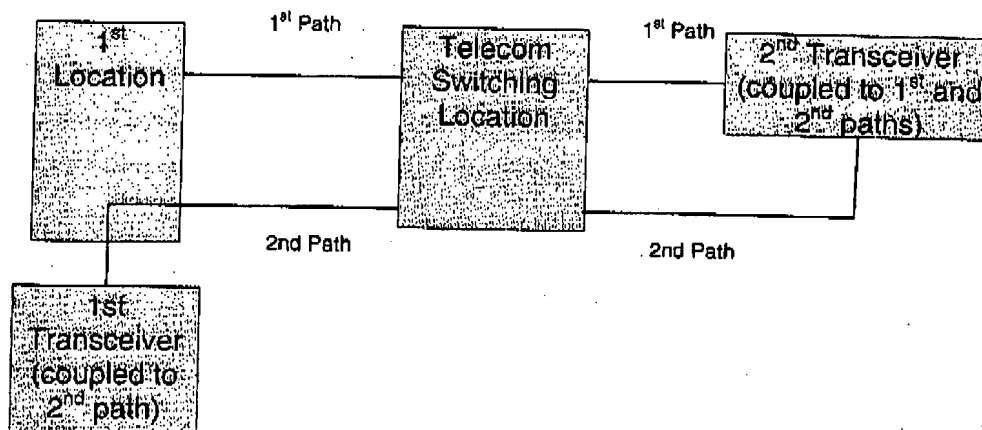 1st
Location
1st Path
Telecom
Switching
Location
1st Path
2nd Transceiver
(coupled to 1st and
2nd paths)
2nd Path
2nd Path
1st
Transceiver
(coupled to
2nd path)